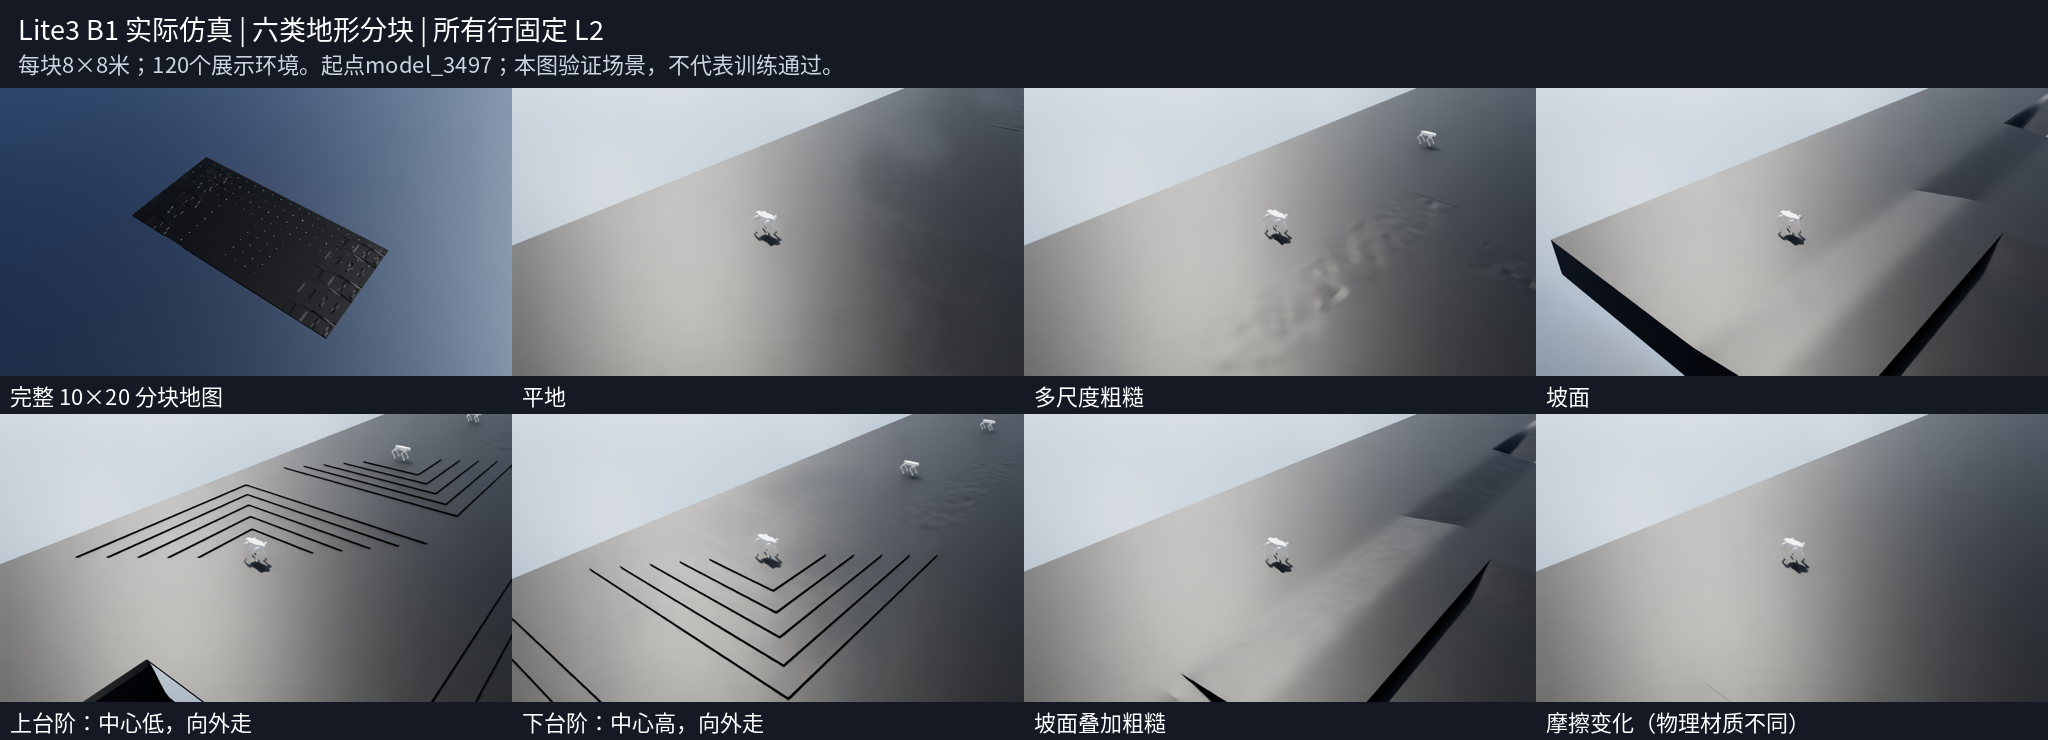 Lite3 B1 实际仿真 | 六类地形分块 | 所有行固定 L2
每块8×8米；120个展示环境。起点model_3497；本图验证场景，不代表训练通过。
完整 10×20 分块地图
平地
多尺度粗糙
坡面
上台阶：中心低，向外走
下台阶：中心高，向外走
坡面叠加粗糙
摩擦变化（物理材质不同）